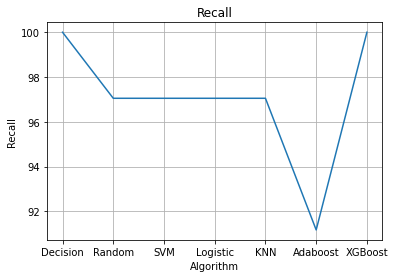 Recall
100
98
96
94
92
Recall
Decision Random SVM Logistic KNN Adaboost XGBoost
Algorithm